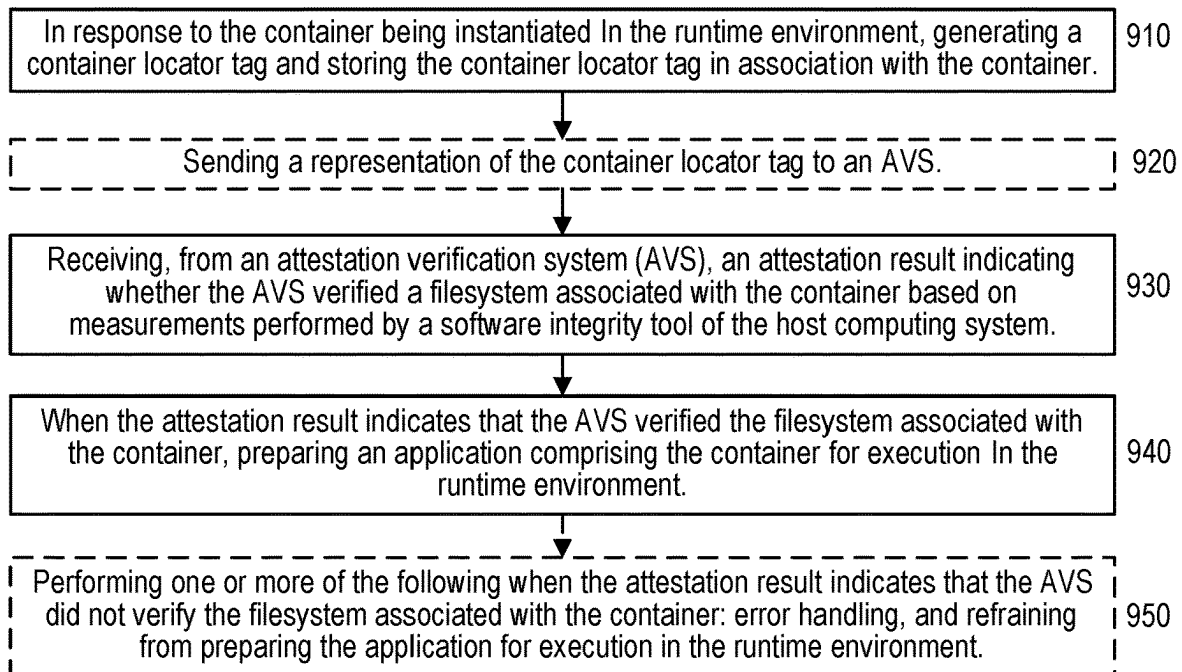 In response to the container being instantiated In the runtime environment, generating a
container locator tag and storing the container locator tag in association with the container.
910
Sending a representation of the container locator tag to an AVS.
920
Receiving, from an attestation verification system (AVS), an attestation result indicating
whether the AVS verified a filesystem associated with the container based on
measurements performed by a software integrity tool of the host computing system.
930
When the attestation result indicates that the AVS verified the filesystem associated with
the container, preparing an application comprising the container for execution In the
runtime environment.
940
Performing one or more of the following when the attestation result indicates that the AVS
did not verify the filesystem associated with the container: error handling, and refraining
from preparing the application for execution in the runtime environment.
950